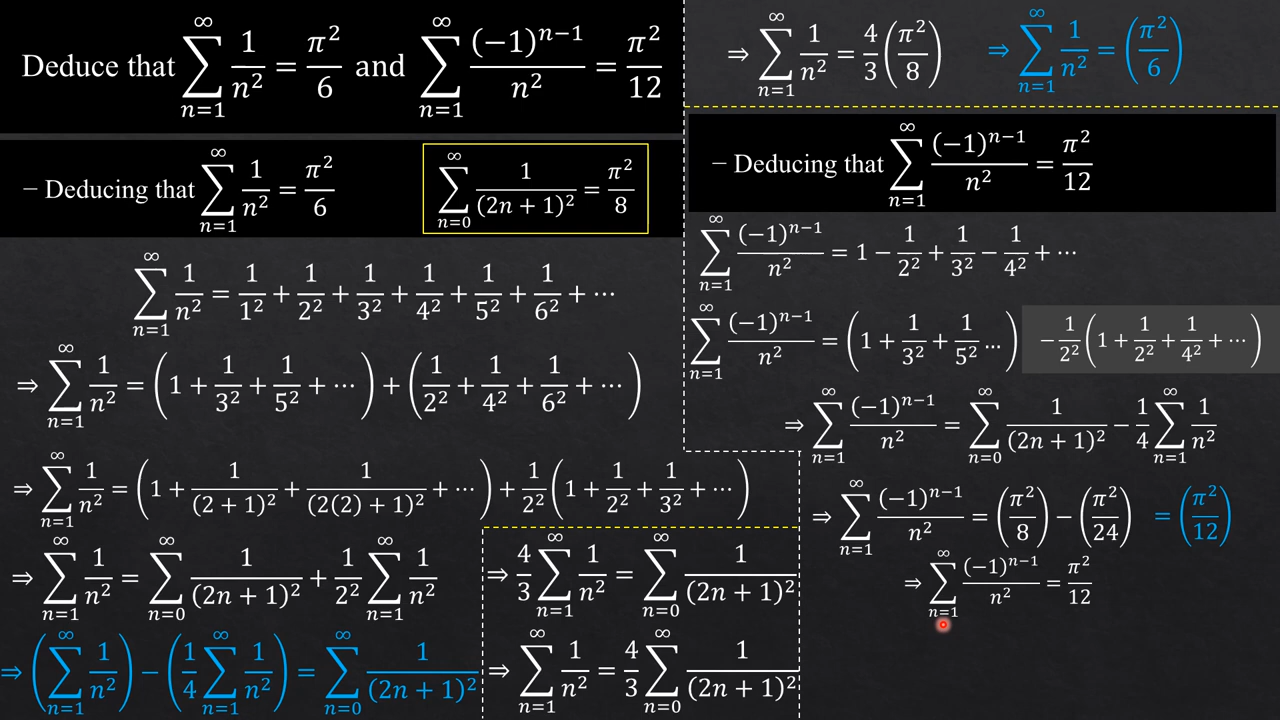 Deduce that ∑_{n=1}^{∞} 1/n² = π²/6 and ∑_{n=1}^{∞} (−1)^{n−1}/n² = π²/12
− Deducing that ∑_{n=1}^{∞} 1/n² = π²/6
∑_{n=0}^{∞} 1/(2n + 1)² = π²/8
∑_{n=1}^{∞} 1/n² = 1/1² + 1/2² + 1/3² + 1/4² + 1/5² + 1/6² + ⋯
⇒ ∑_{n=1}^{∞} 1/n² = (1 + 1/3² + 1/5² + ⋯) + (1/2² + 1/4² + 1/6² + ⋯)
⇒ ∑_{n=1}^{∞} 1/n² = (1 + 1/(2 + 1)² + 1/(2(2) + 1)² + ⋯) + 1/2² (1 + 1/2² + 1/3² + ⋯)
⇒ ∑_{n=1}^{∞} 1/n² = ∑_{n=0}^{∞} 1/(2n + 1)² + 1/2² ∑_{n=1}^{∞} 1/n²
⇒ (∑_{n=1}^{∞} 1/n²) − (1/4 ∑_{n=1}^{∞} 1/n²) = ∑_{n=0}^{∞} 1/(2n + 1)²
⇒ 4/3 ∑_{n=1}^{∞} 1/n² = ∑_{n=0}^{∞} 1/(2n + 1)²
⇒ ∑_{n=1}^{∞} 1/n² = 4/3 ∑_{n=0}^{∞} 1/(2n + 1)²
⇒ ∑_{n=1}^{∞} 1/n² = 4/3 (π²/8) ⇒ ∑_{n=1}^{∞} 1/n² = (π²/6)
− Deducing that ∑_{n=1}^{∞} (−1)^{n−1}/n² = π²/12
∑_{n=1}^{∞} (−1)^{n−1}/n² = 1 − 1/2² + 1/3² − 1/4² + ⋯
∑_{n=1}^{∞} (−1)^{n−1}/n² = (1 + 1/3² + 1/5² …) − 1/2² (1 + 1/2² + 1/4² + ⋯)
⇒ ∑_{n=1}^{∞} (−1)^{n−1}/n² = ∑_{n=0}^{∞} 1/(2n + 1)² − 1/4 ∑_{n=1}^{∞} 1/n²
⇒ ∑_{n=1}^{∞} (−1)^{n−1}/n² = (π²/8) − (π²/24) = (π²/12)
⇒ ∑_{n=1}^{∞} (−1)^{n−1}/n² = π²/12